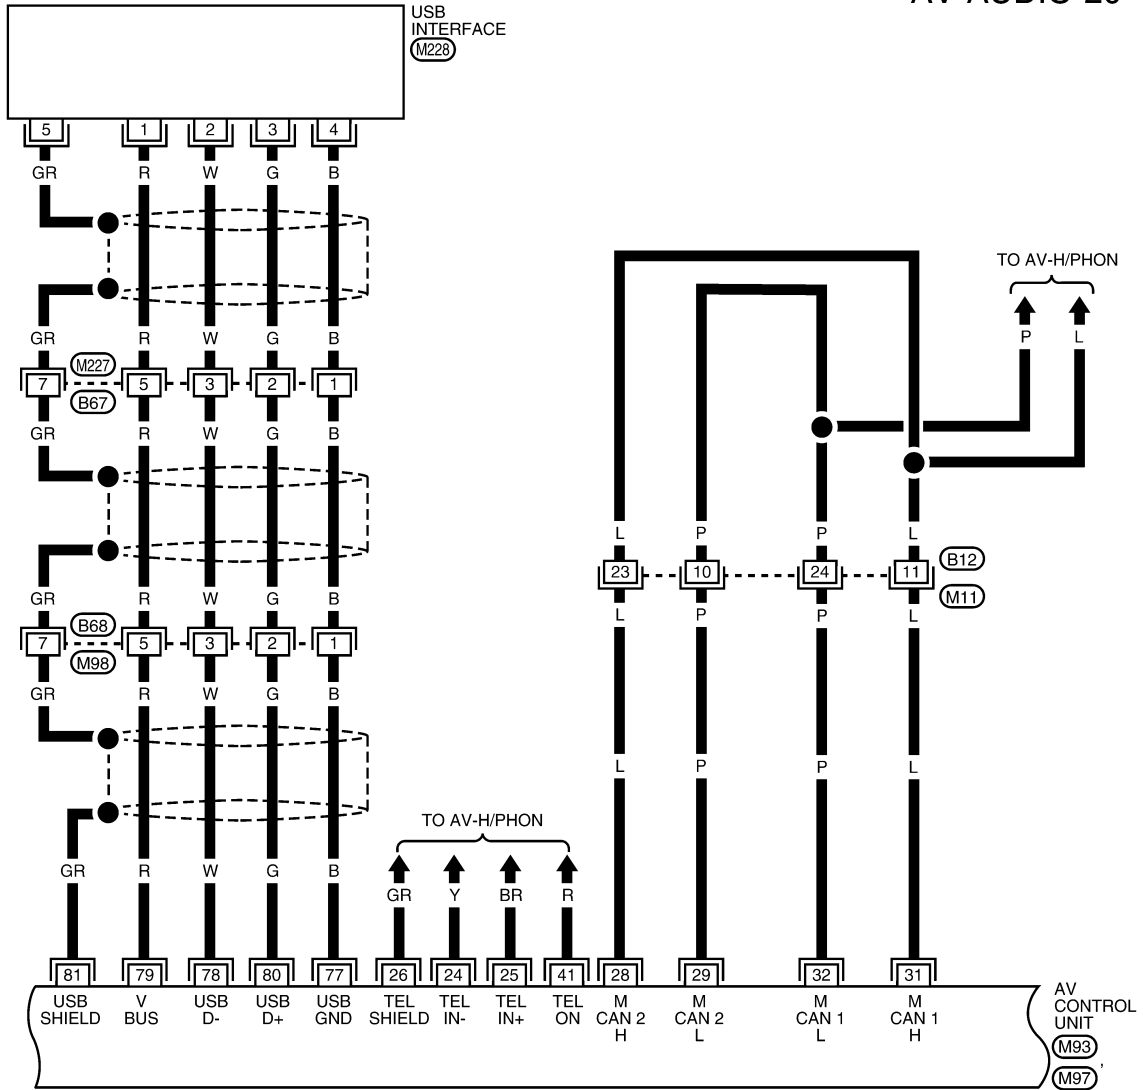 USB
INTERFACE
M228
5 1 2 3 4
GR R W G B
GR R W G B
M227
7 5 3 2 1
B67
GR R W G B
GR R W G B
B68
7 5 3 2 1
M98
GR R W G B
GR R W G B
TO AV-H/PHON
P L
L P P L
23 10 24 11
B12
M11
L P P L
L P P L
TO AV-H/PHON
GR Y BR R
81 79 78 80 77 26 24 25 41 28 29 32 31
USB SHIELD
V BUS
USB D-
USB D+
USB GND
TEL SHIELD
TEL IN-
TEL IN+
TEL ON
M CAN 2 H
M CAN 2 L
M CAN 1 L
M CAN 1 H
AV
CONTROL
UNIT
M93,
M97